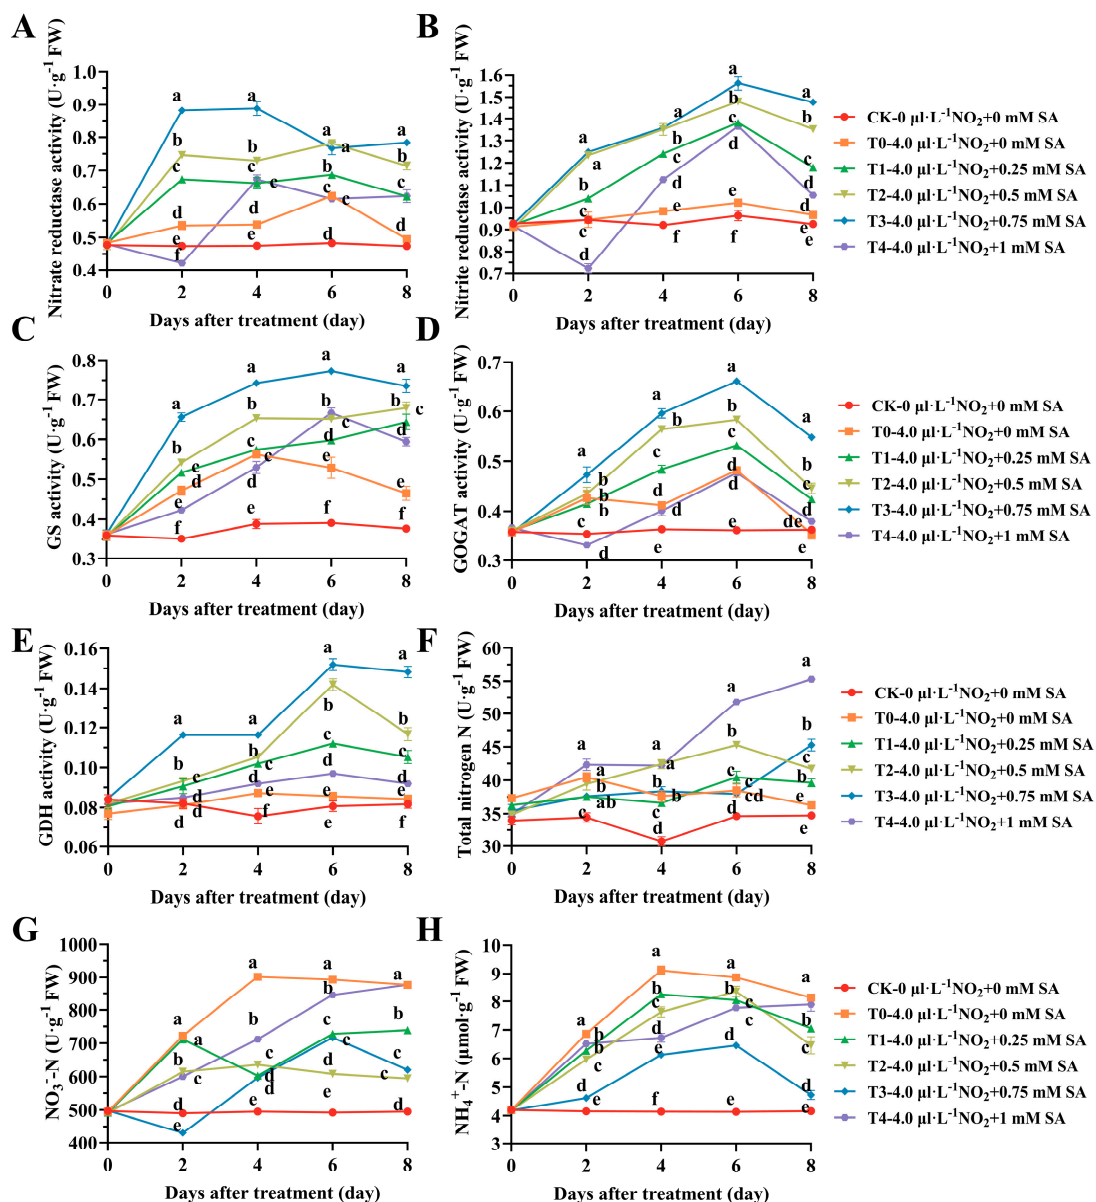 A
Nitrate reductase activity (U·g-1 FW)
1.0
0.9
0.8
0.7
0.6
0.5
0.4
a a a a
b b b b
c c c c c
d d e d d
e e
f
0 2 4 6 8
Days after treatment (day)
B
Nitrite reductase activity (U·g-1 FW)
1.6
1.5
1.4
1.3
1.2
1.1
1.0
0.9
0.8
0.7
a a a a
b b b b
c c c c c
d d d d d
e e e e
f f
0 2 4 6 8
Days after treatment (day)
CK-0 μl·L-1NO2+0 mM SA
T0-4.0 μl·L-1NO2+0 mM SA
T1-4.0 μl·L-1NO2+0.25 mM SA
T2-4.0 μl·L-1NO2+0.5 mM SA
T3-4.0 μl·L-1NO2+0.75 mM SA
T4-4.0 μl·L-1NO2+1 mM SA
C
GS activity (U·g-1 FW)
0.8
0.7
0.6
0.5
0.4
0.3
a a a a
b b b b c
c c c c d
d d e e
e e f f
f
0 2 4 6 8
Days after treatment (day)
D
GOGAT activity (U·g-1 FW)
0.7
0.6
0.5
0.4
0.3
a a a a
b b b b
b b c c c
c d d d
d e e de e
0 2 4 6 8
Days after treatment (day)
CK-0 μl·L-1NO2+0 mM SA
T0-4.0 μl·L-1NO2+0 mM SA
T1-4.0 μl·L-1NO2+0.25 mM SA
T2-4.0 μl·L-1NO2+0.5 mM SA
T3-4.0 μl·L-1NO2+0.75 mM SA
T4-4.0 μl·L-1NO2+1 mM SA
E
GDH activity (U·g-1 FW)
0.16
0.14
0.12
0.10
0.08
0.06
a a a a
b b b b
c c c c
d d d d d
d e e e
f e f
0 2 4 6 8
Days after treatment (day)
F
Total nitrogen N (U·g-1 FW)
60
55
50
45
40
35
30
a a a a
b a b b
b b c c
ab c cd d
c d d e
e
0 2 4 6 8
Days after treatment (day)
CK-0 μl·L-1NO2+0 mM SA
T0-4.0 μl·L-1NO2+0 mM SA
T1-4.0 μl·L-1NO2+0.25 mM SA
T2-4.0 μl·L-1NO2+0.5 mM SA
T3-4.0 μl·L-1NO2+0.75 mM SA
T4-4.0 μl·L-1NO2+1 mM SA
G
NO3--N (U·g-1 FW)
1000
900
800
700
600
500
400
a a a a
a b b b
b c c c
c c d d
d d e e
e e
0 2 4 6 8
Days after treatment (day)
H
NH4+-N (μmol·g-1 FW)
10
9
8
7
6
5
4
3
a a a a
b b b a
b c c b
c d d c
d e e e
e f e
0 2 4 6 8
Days after treatment (day)
CK-0 μl·L-1NO2+0 mM SA
T0-4.0 μl·L-1NO2+0 mM SA
T1-4.0 μl·L-1NO2+0.25 mM SA
T2-4.0 μl·L-1NO2+0.5 mM SA
T3-4.0 μl·L-1NO2+0.75 mM SA
T4-4.0 μl·L-1NO2+1 mM SA